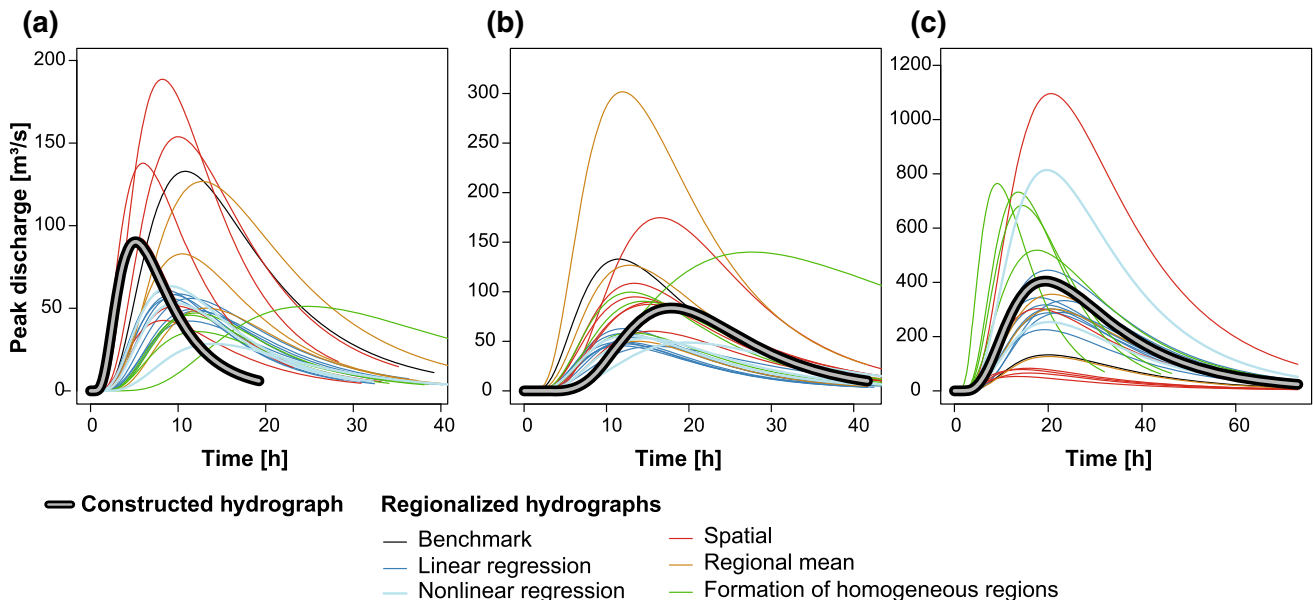 (a) (b) (c)
Peak discharge [m³/s]
200
150
100
50
0
0 10 20 30 40
Time [h]
300
250
200
150
100
50
0
0 10 20 30 40
Time [h]
1200
1000
800
600
400
200
0
0 20 40 60
Time [h]
Constructed hydrograph
Regionalized hydrographs
Benchmark
Linear regression
Nonlinear regression
Spatial
Regional mean
Formation of homogeneous regions